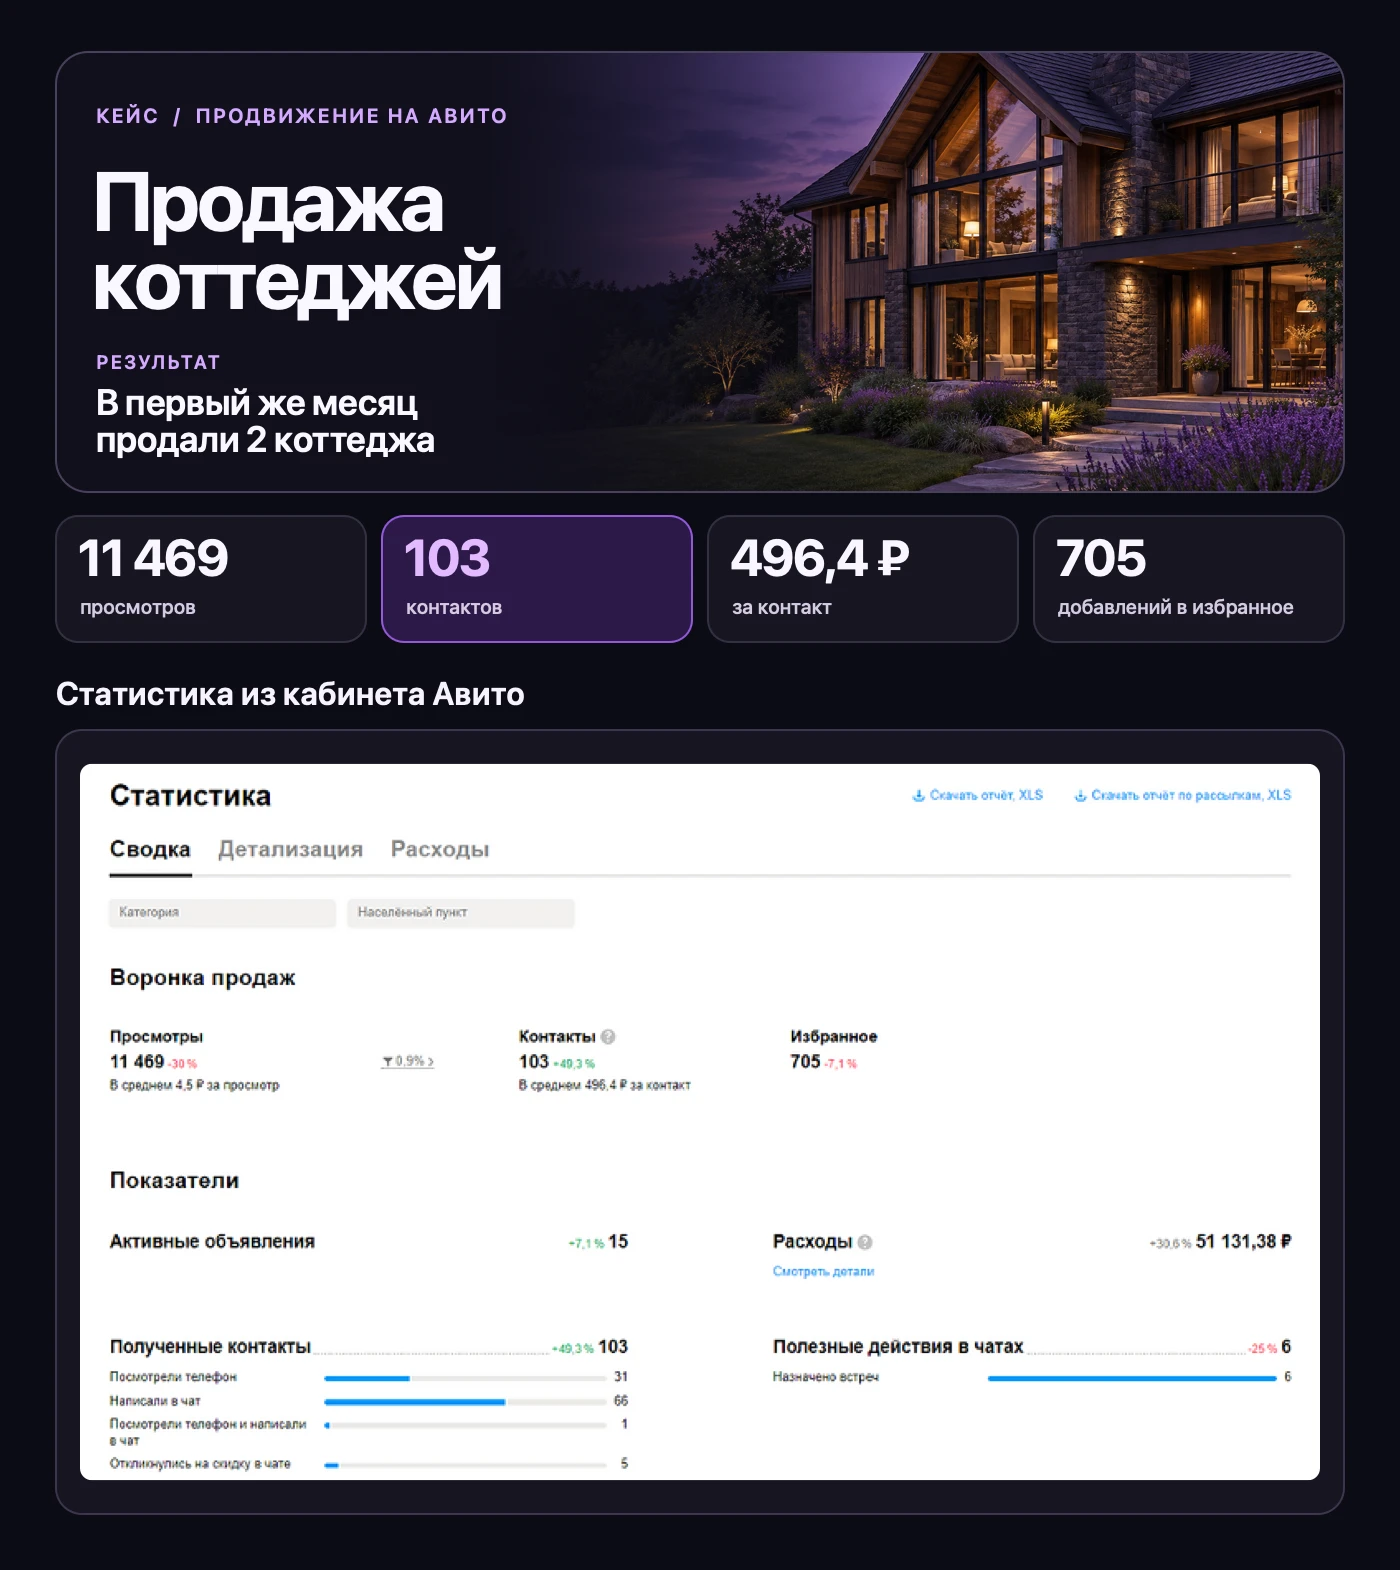 КЕЙС / ПРОДВИЖЕНИЕ НА АВИТО
Продажа
коттеджей
РЕЗУЛЬТАТ
В первый же месяц
продали 2 коттеджа
11 469
просмотров
103
контактов
496,4 ₽
за контакт
705
добавлений в избранное
Статистика из кабинета Авито
Статистика
Скачать отчёт, XLS
Скачать отчёт по рассылкам, XLS
Сводка Детализация Расходы
Категория
Населённый пункт
Воронка продаж
Просмотры
11 469 -30 %
В среднем 4,5 ₽ за просмотр
0,9% >
Контакты ?
103 +49,3 %
В среднем 496,4 ₽ за контакт
Избранное
705 -7,1 %
Показатели
Активные объявления +7,1 % 15
Расходы ? +30,6 % 51 131,38 ₽
Смотреть детали
Полученные контакты +49,3 % 103
Посмотрели телефон 31
Написали в чат 66
Посмотрели телефон и написали
в чат 1
Откликнулись на скидку в чате 5
Полезные действия в чатах -25 % 6
Назначено встреч 6